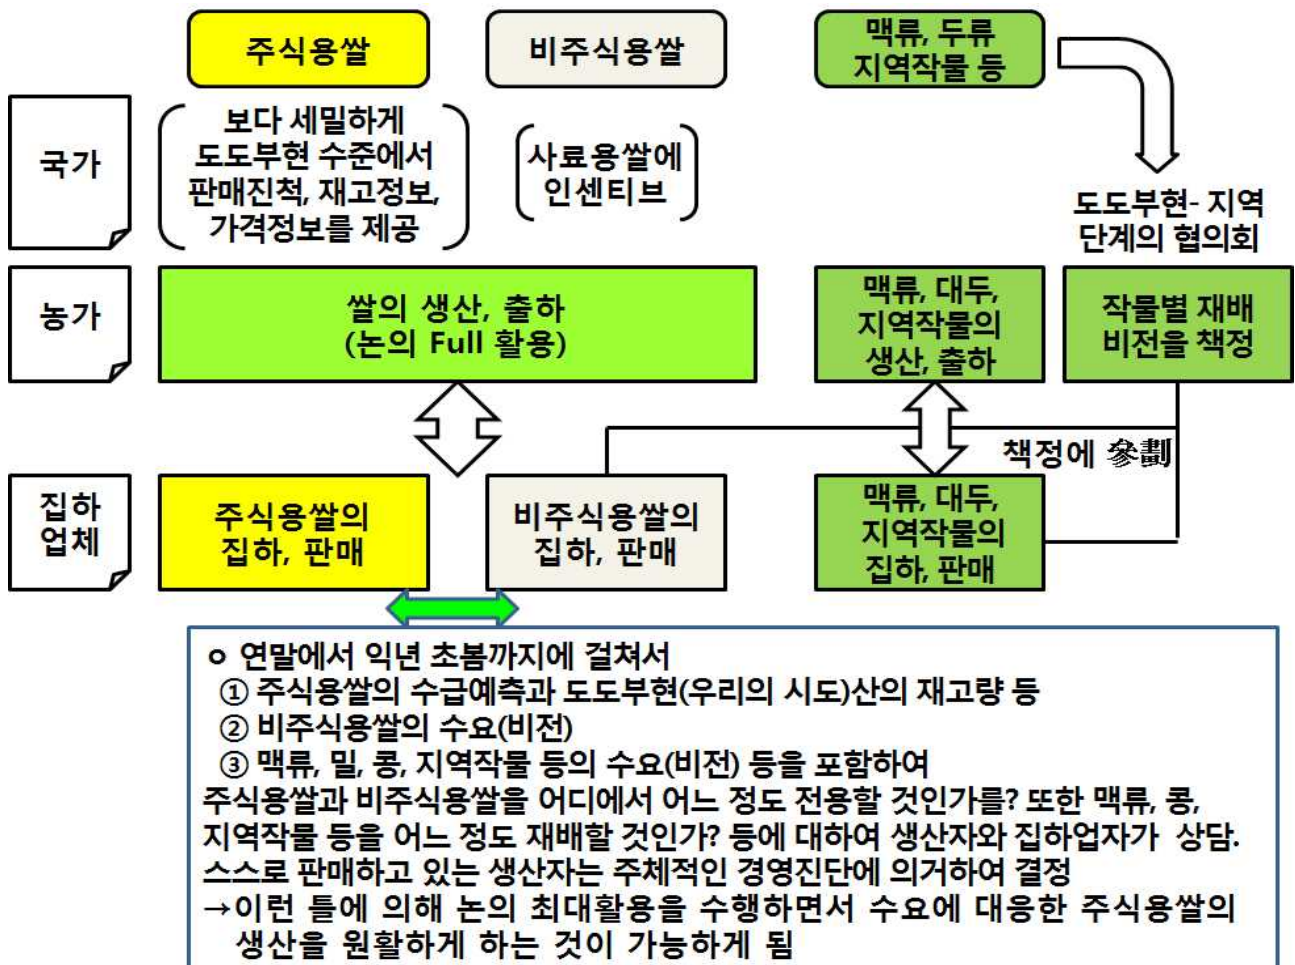 주식용쌀
비주식용쌀
맥류, 두류
지역작물 등
국가
보다 세밀하게
도도부현 수준에서
판매진척, 재고정보,
가격정보를 제공
사료용쌀에
인센티브
도도부현- 지역
단계의 협의회
농가
쌀의 생산, 출하
(논의 Full 활용)
맥류, 대두,
지역작물의
생산, 출하
작물별 재배
비전을 책정
책정에 參劃
집하
업체
주식용쌀의
집하, 판매
비주식용쌀의
집하, 판매
맥류, 대두,
지역작물의
집하, 판매
ㅇ 연말에서 익년 초봄까지에 걸쳐서
① 주식용쌀의 수급예측과 도도부현(우리의 시도)산의 재고량 등
② 비주식용쌀의 수요(비전)
③ 맥류, 밀, 콩, 지역작물 등의 수요(비전) 등을 포함하여
주식용쌀과 비주식용쌀을 어디에서 어느 정도 전용할 것인가를? 또한 맥류, 콩,
지역작물 등을 어느 정도 재배할 것인가? 등에 대하여 생산자와 집하업자가 상담.
스스로 판매하고 있는 생산자는 주체적인 경영진단에 의거하여 결정
→이런 틀에 의해 논의 최대활용을 수행하면서 수요에 대응한 주식용쌀의
생산을 원활하게 하는 것이 가능하게 됨